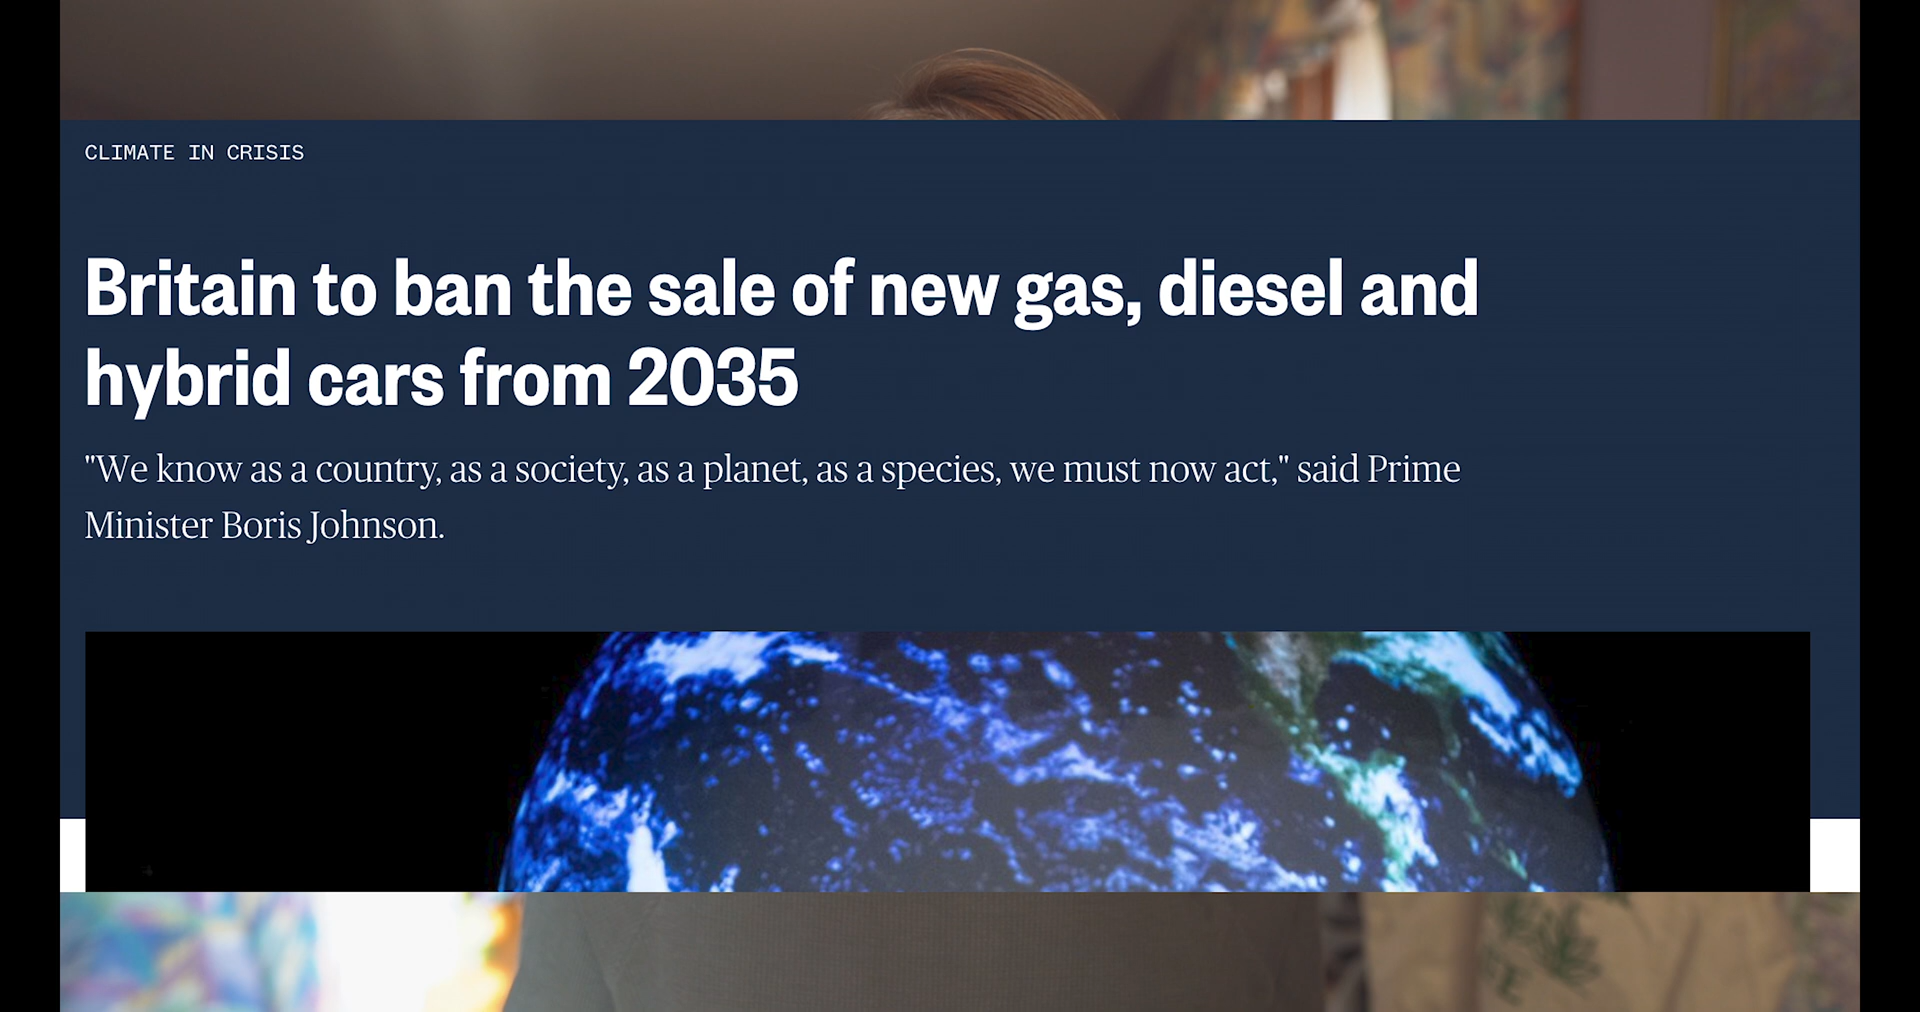 CLIMATE IN CRISIS
Britain to ban the sale of new gas, diesel and
hybrid cars from 2035
"We know as a country, as a society, as a planet, as a species, we must now act," said Prime
Minister Boris Johnson.